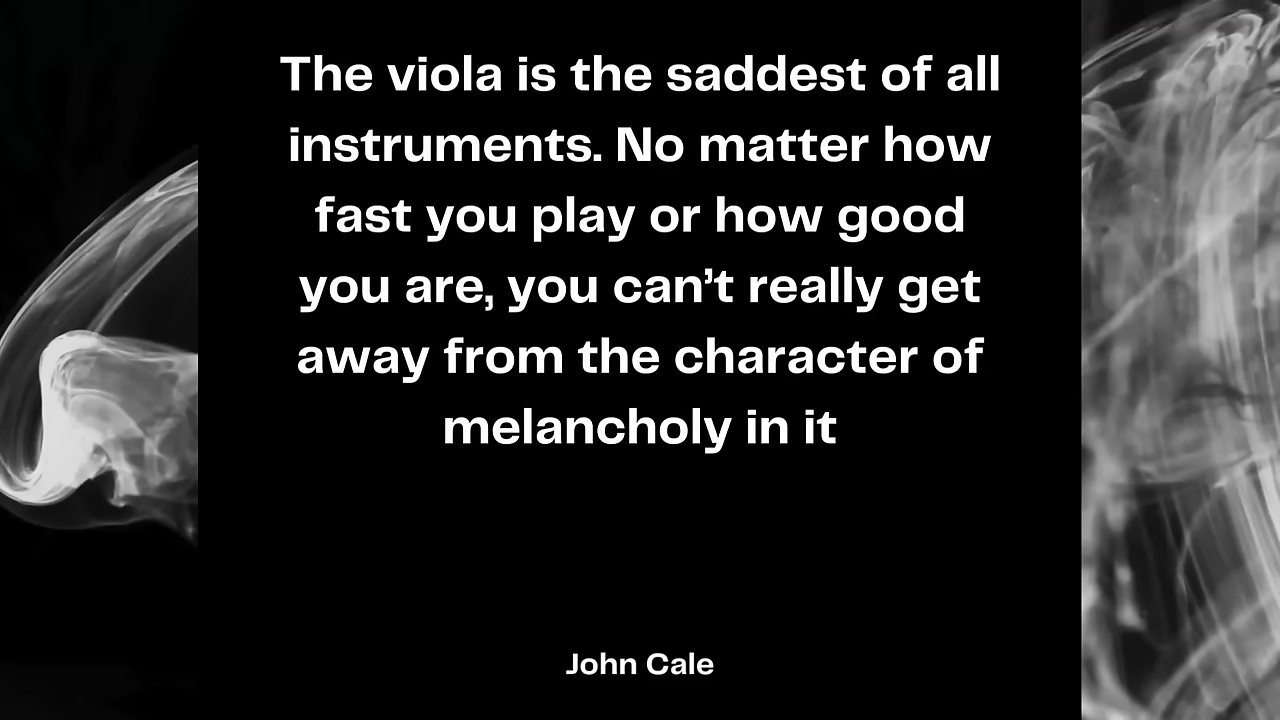 The viola is the saddest of all
instruments. No matter how
fast you play or how good
you are, you can’t really get
away from the character of
melancholy in it
John Cale